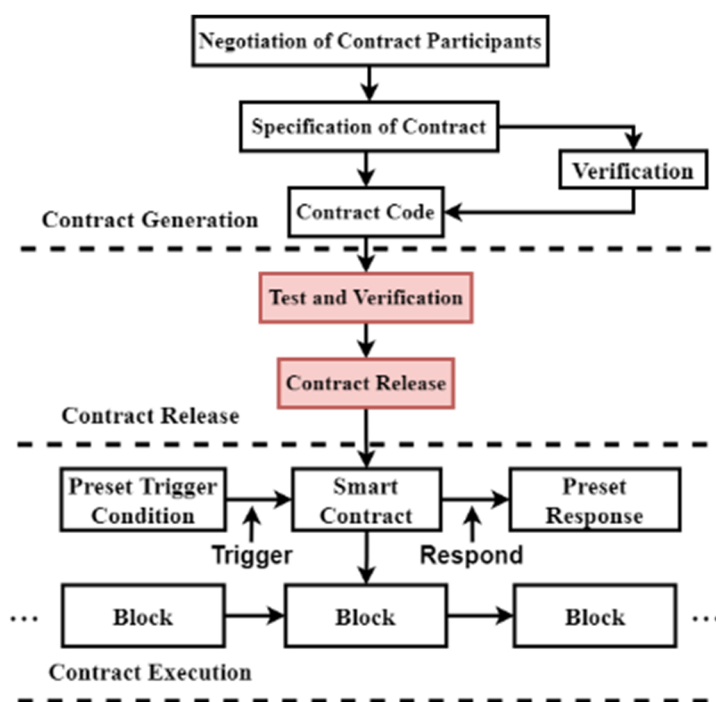 Negotiation of Contract Participants
Specification of Contract
Verification
Contract Code
Contract Generation
Test and Verification
Contract Release
Contract Release
Preset Trigger
Condition
Smart
Contract
Preset
Response
Trigger
Respond
...
Block
Block
Block
...
Contract Execution